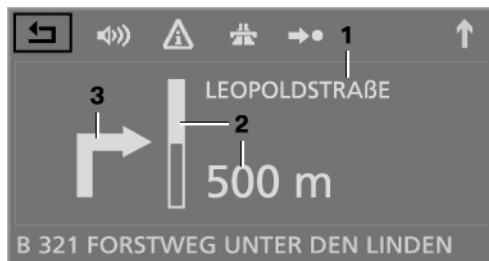 1
LEOPOLDSTRAßE
3
2
500 m
B 321 FORSTWEG UNTER DEN LINDEN